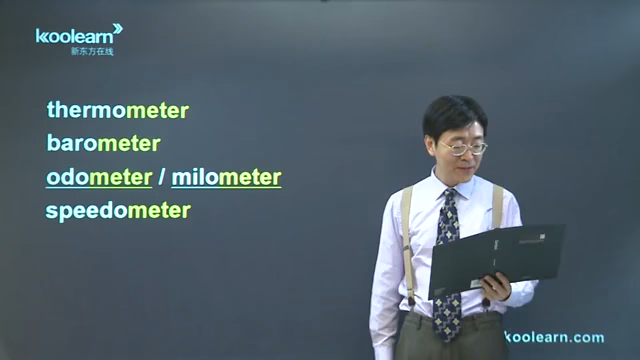 koolearn
新东方在线
thermometer
barometer
odometer / milometer
speedometer
koolearn.com